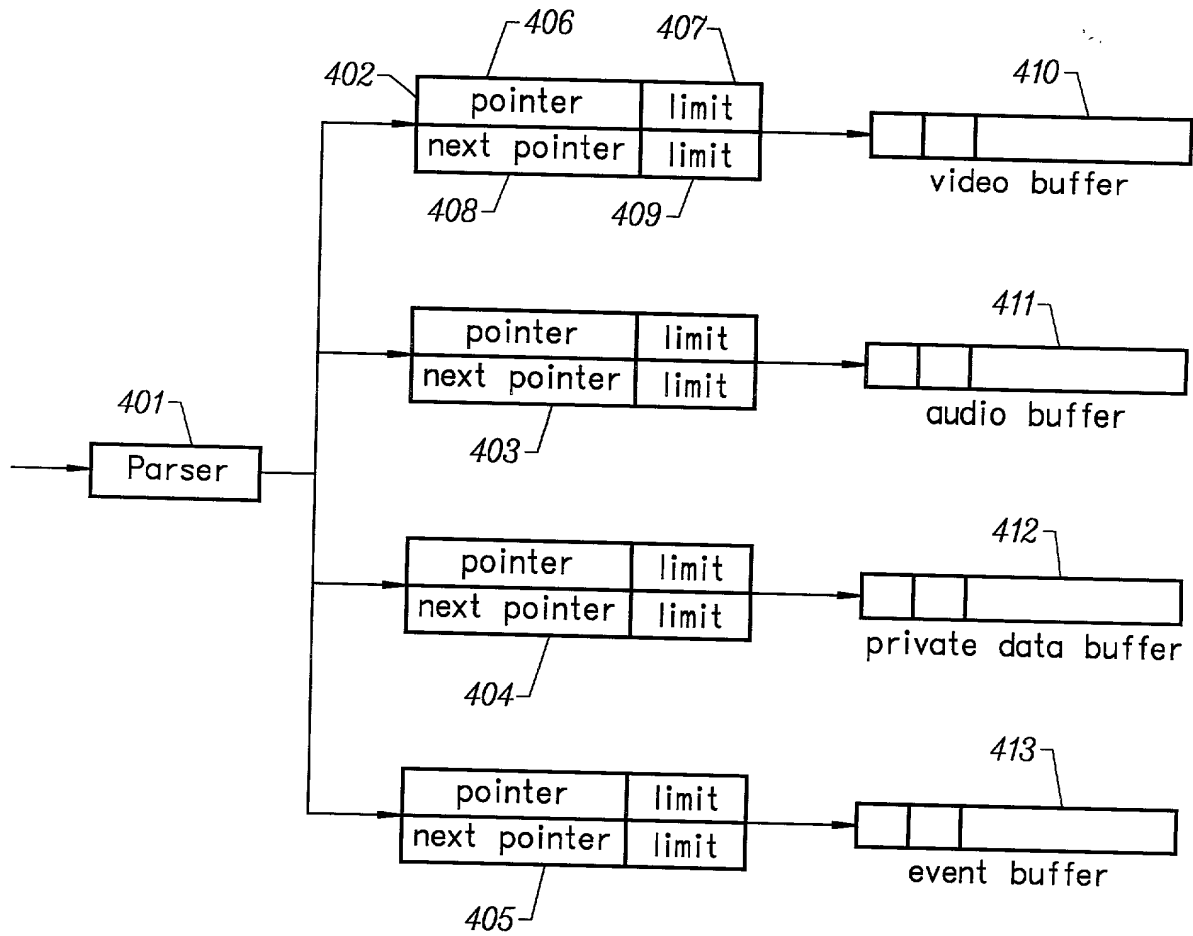 406
407
402
pointer
limit
410
next pointer
limit
video buffer
408
409
pointer
limit
411
next pointer
limit
audio buffer
401
403
Parser
pointer
limit
412
next pointer
limit
private data buffer
404
pointer
limit
413
next pointer
limit
event buffer
405